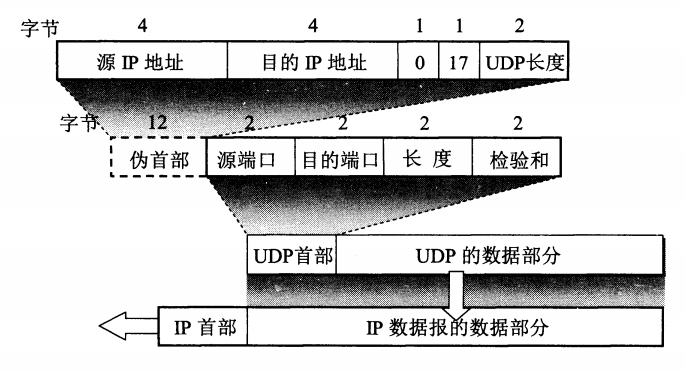 字节 4 4 1 1 2
源 IP 地址 目的 IP 地址 0 17 UDP长度
字节 12 2 2 2 2
伪首部 源端口 目的端口 长 度 检验和
UDP首部 UDP 的数据部分
IP 首部 IP 数据报的数据部分